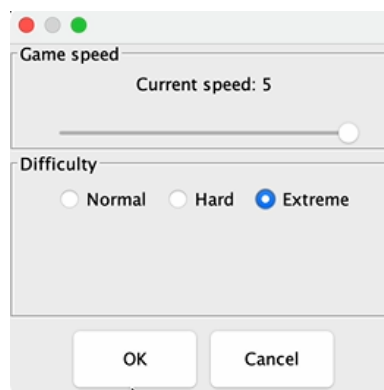 Game speed
Current speed: 5
Difficulty
Normal Hard Extreme
OK Cancel